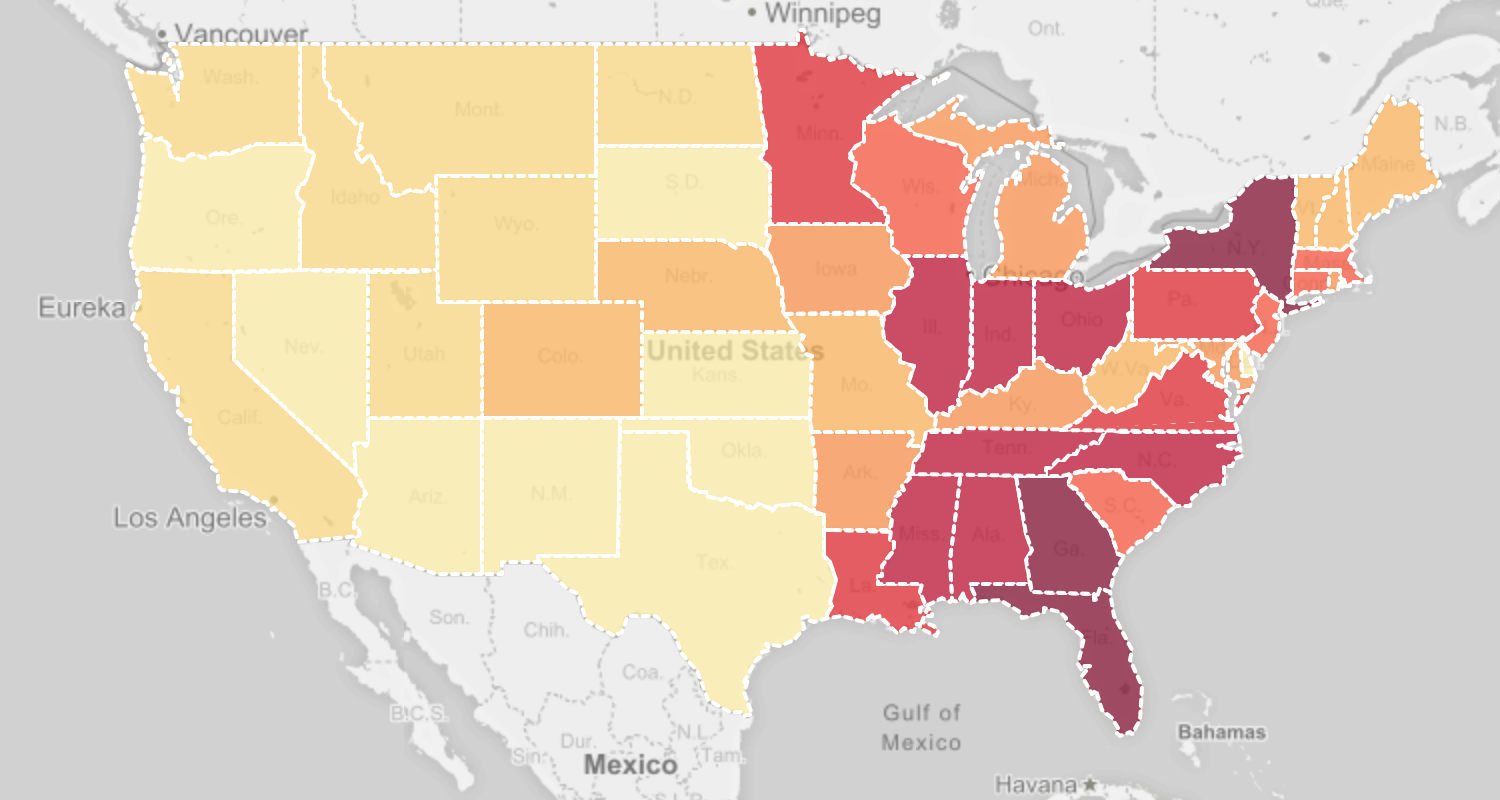 Winnipeg
Vancouver
Que.
Ont.
Wash.
Mont.
N.D.
Minn.
N.B.
Maine
Ore.
Idaho
Wyo.
S.D.
Wis.
Mich.
Vt.
N.Y.
Mass.
Iowa
Nebr.
Chicago
Conn.
Eureka
Pa.
Ill.
Ind.
Ohio
Nev.
Utah
Colo.
United States
Kans.
Mo.
W.Va.
Md.
Ky.
Va.
Calif.
Tenn.
N.C.
Okla.
Ark.
Ariz.
N.M.
S.C.
Los Angeles
Miss.
Ala.
Ga.
Tex.
La.
B.C.
Son.
Chih.
Fla.
Coa.
B.C.S.
Gulf of
Mexico
N.L.
Bahamas
Dur.
Sin.
Tam.
Mexico
Havana
S.L.P.